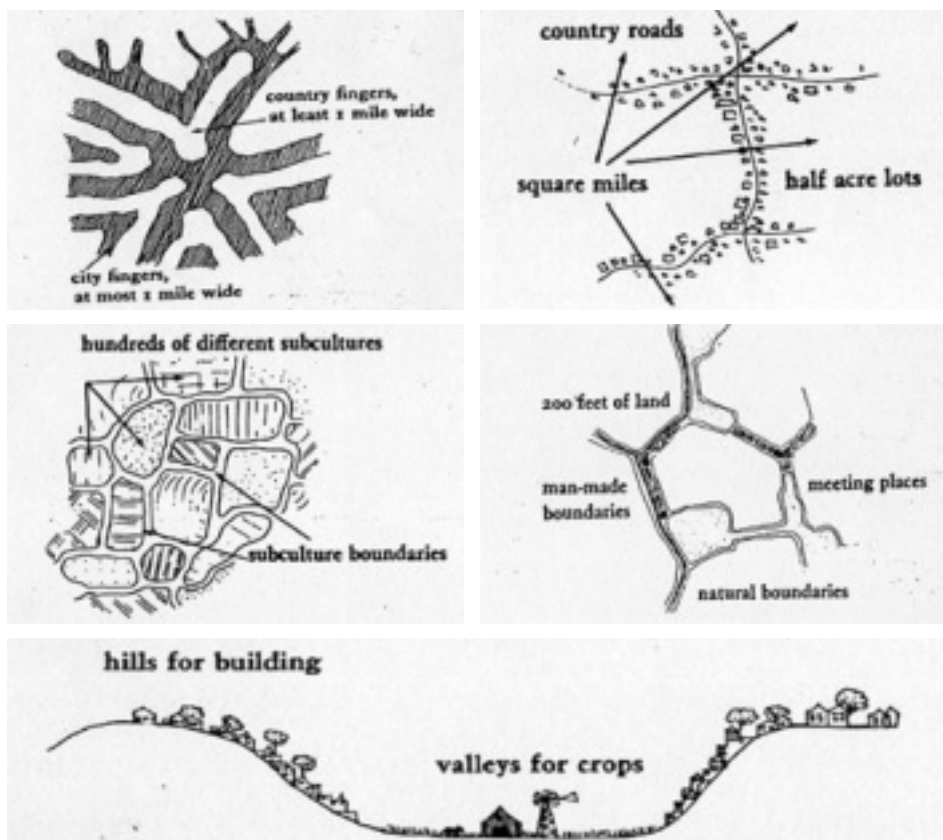 country fingers,
at least 1 mile wide
city fingers,
at most 1 mile wide
country roads
square miles
half acre lots
hundreds of different subcultures
subculture boundaries
200 feet of land
man-made
boundaries
meeting places
natural boundaries
hills for building
valleys for crops